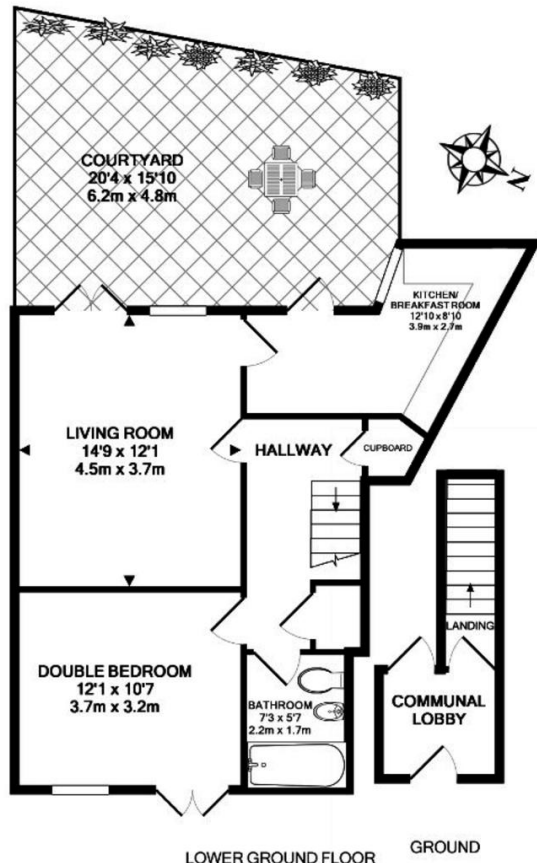 COURTYARD
20'4 x 15'10
6.2m x 4.8m
N
KITCHEN/
BREAKFAST ROOM
12'10 x 8'10
3.9m x 2.7m
LIVING ROOM
14'9 x 12'1
4.5m x 3.7m
HALLWAY
CUPBOARD
LANDING
DOUBLE BEDROOM
12'1 x 10'7
3.7m x 3.2m
BATHROOM
7'3 x 5'7
2.2m x 1.7m
COMMUNAL
LOBBY
LOWER GROUND FLOOR
GROUND